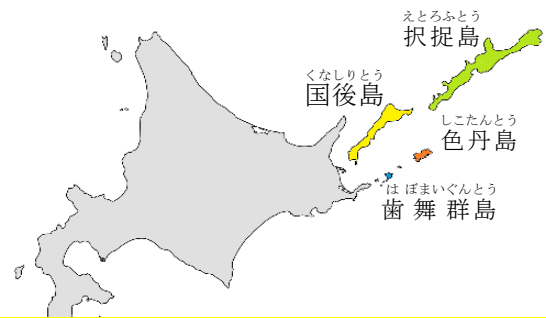 えとろふとう
択捉島
くなしりとう
国後島
しこたんとう
色丹島
はぼまいぐんとう
歯舞群島